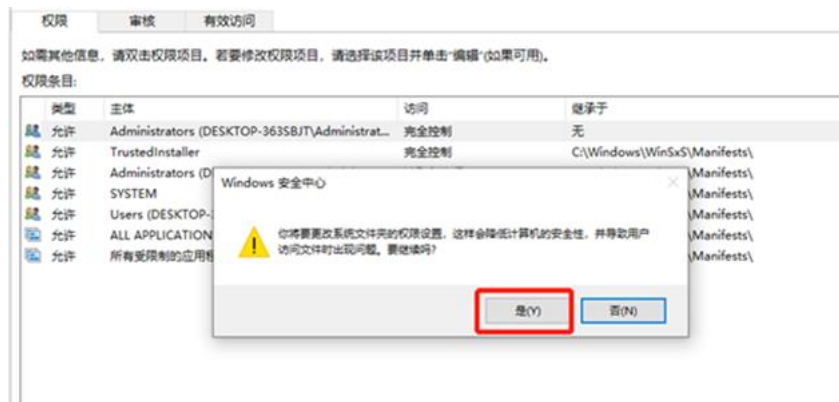 权限 审核 有效访问
如需其他信息，请双击权限项目。若要修改权限项目，请选择该项目并单击“编辑”(如果可用)。
权限条目:
类型 主体 访问 继承于
允许 Administrators (DESKTOP-363SBJT\Administrat... 完全控制 无
允许 TrustedInstaller 完全控制 C:\Windows\WinSxS\Manifests\
允许 Administrators (D \Manifests\
允许 SYSTEM \Manifests\
允许 Users (DESKTOP- \Manifests\
允许 ALL APPLICATION \Manifests\
允许 所有受限制的应用程 \Manifests\
Windows 安全中心
你将要更改系统文件夹的权限设置，这样会降低计算机的安全性，并导致用户
访问文件时出现问题。要继续吗?
是(Y) 否(N)